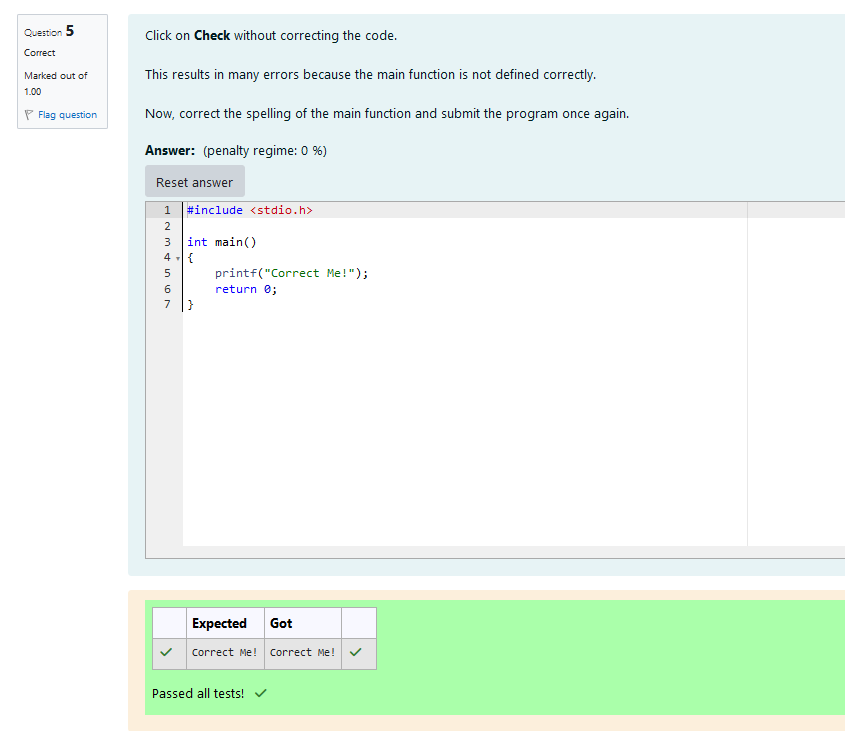 Question 5
Correct
Marked out of
1.00
Flag question
Click on Check without correcting the code.
This results in many errors because the main function is not defined correctly.
Now, correct the spelling of the main function and submit the program once again.
Answer: (penalty regime: 0 %)
Reset answer
1 #include <stdio.h>
2
3 int main()
4 {
5 printf("Correct Me!");
6 return 0;
7 }
Expected Got
Correct Me! Correct Me!
Passed all tests!